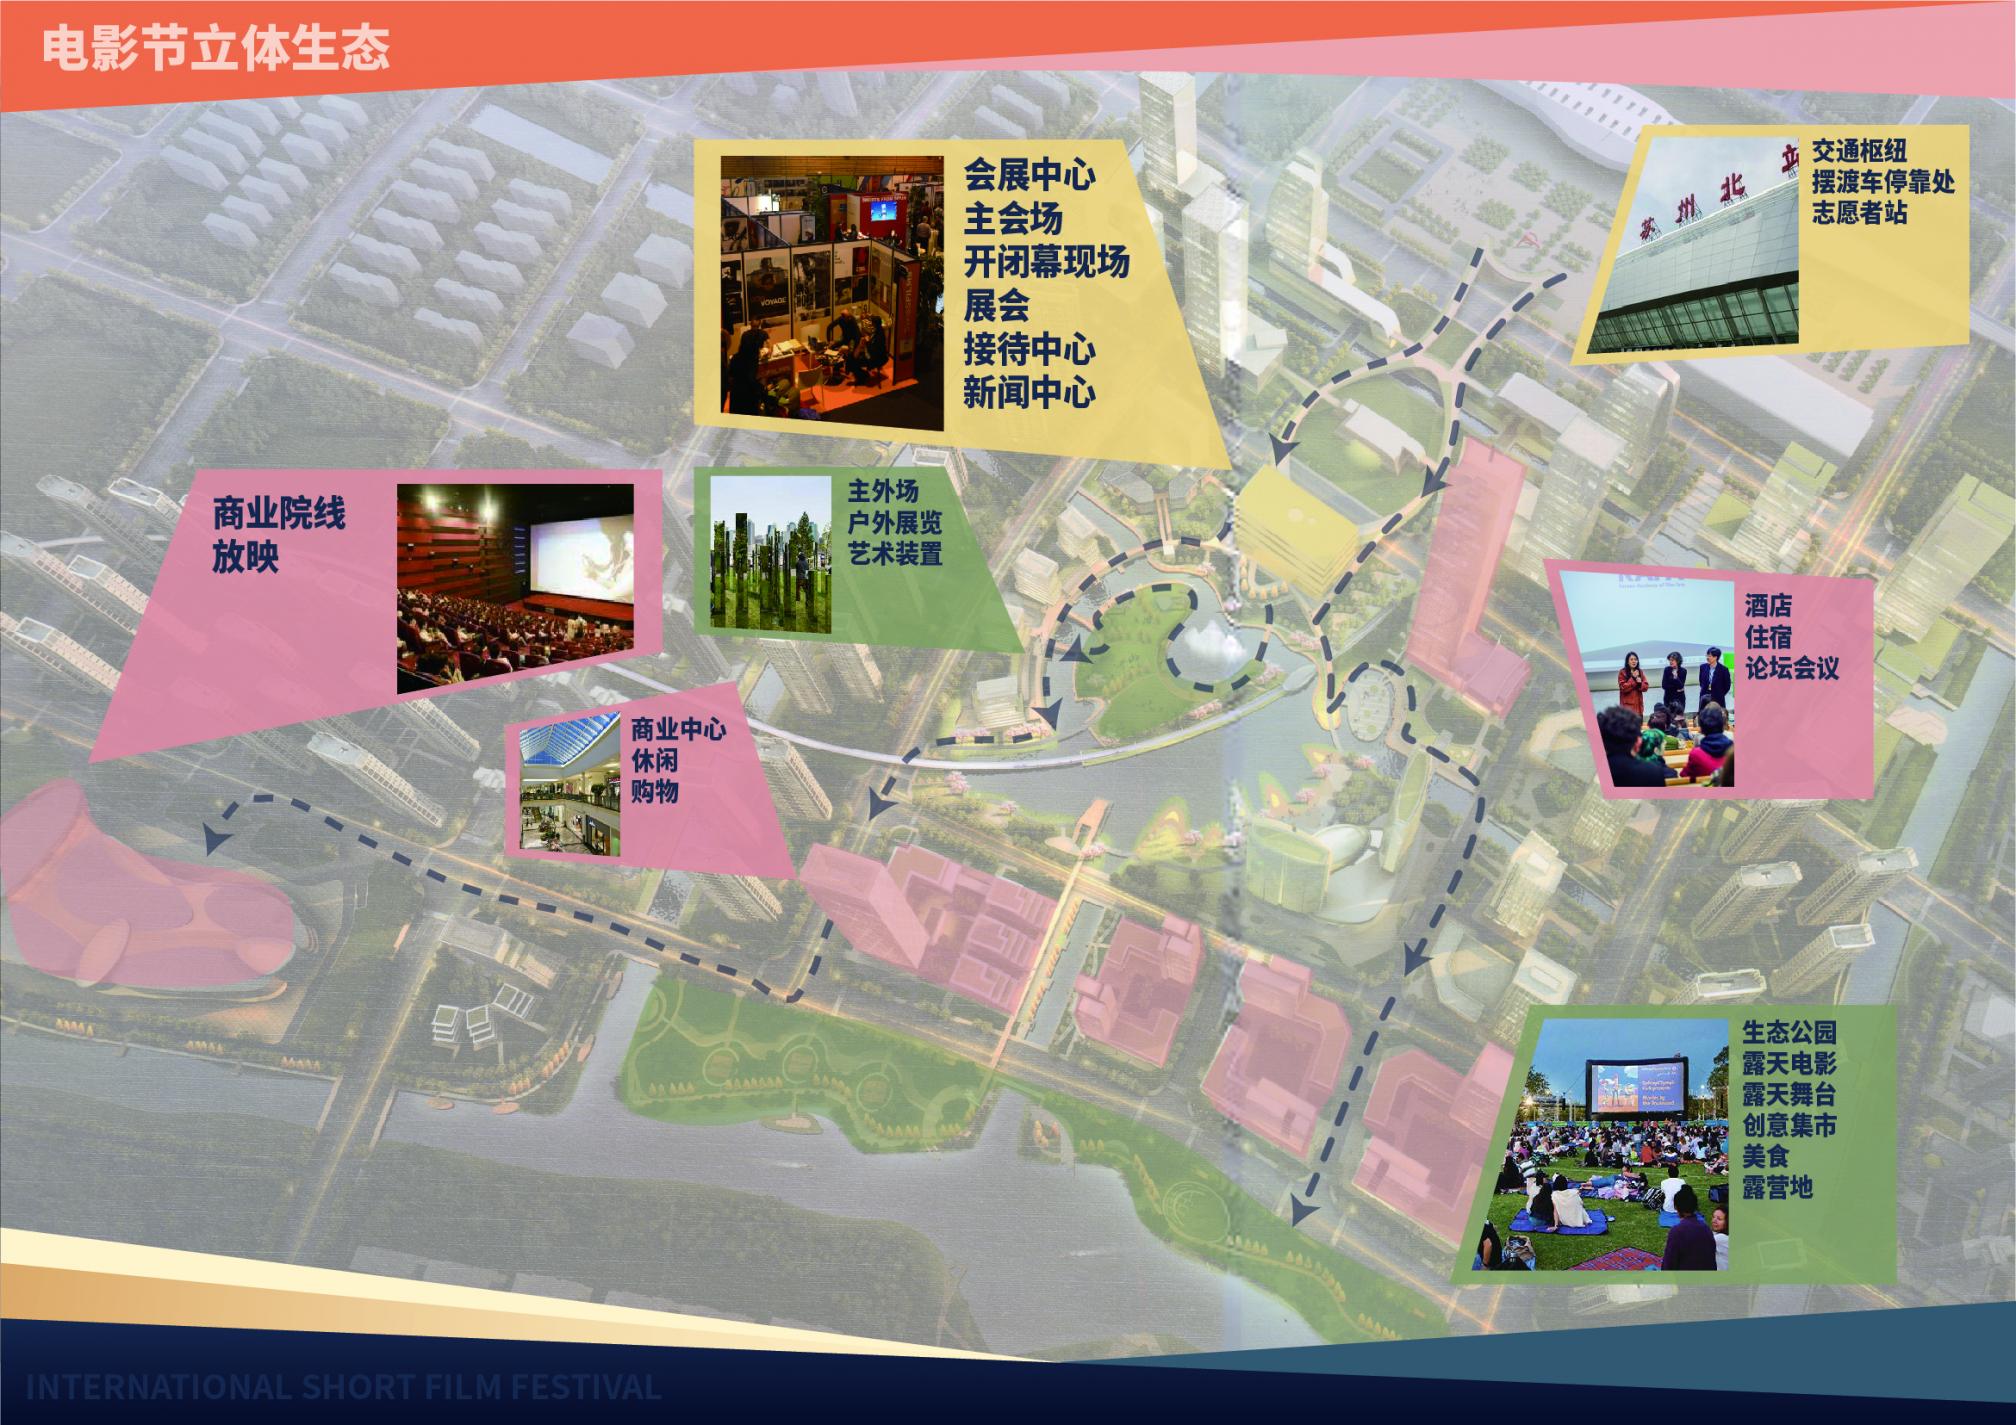 电影节立体生态
会展中心
主会场
开闭幕现场
展会
接待中心
新闻中心
苏州北站
交通枢纽
摆渡车停靠处
志愿者站
商业院线
放映
主外场
户外展览
艺术装置
酒店
住宿
论坛会议
商业中心
休闲
购物
生态公园
露天电影
露天舞台
创意集市
美食
露营地
VOYAGE
INTERNATIONAL SHORT FILM FESTIVAL